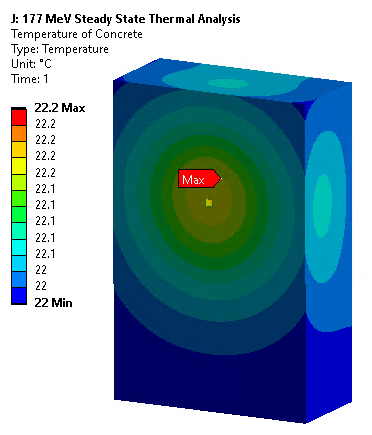 J: 177 MeV Steady State Thermal Analysis
Temperature of Concrete
Type: Temperature
Unit: °C
Time: 1
22.2 Max
22.2
22.2
22.2
22.2
22.1
22.1
22.1
22.1
22
22
22 Min
Max